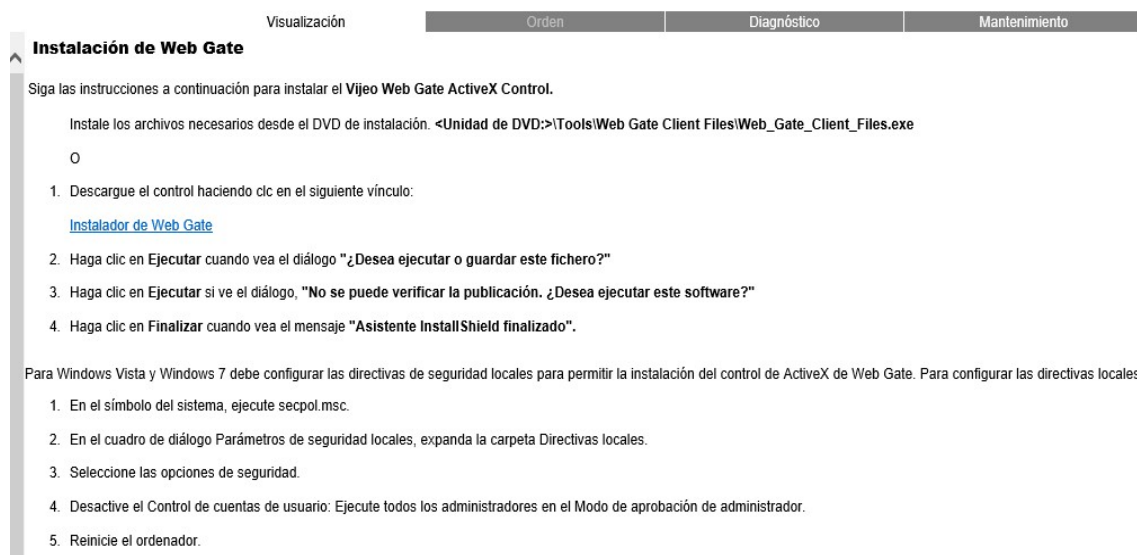 Visualización Orden Diagnóstico Mantenimiento
Instalación de Web Gate
Siga las instrucciones a continuación para instalar el Vijeo Web Gate ActiveX Control.
Instale los archivos necesarios desde el DVD de instalación. <Unidad de DVD:>\Tools\Web Gate Client Files\Web_Gate_Client_Files.exe
O
1. Descargue el control haciendo clc en el siguiente vínculo:
Instalador de Web Gate
2. Haga clic en Ejecutar cuando vea el diálogo "¿Desea ejecutar o guardar este fichero?"
3. Haga clic en Ejecutar si ve el diálogo, "No se puede verificar la publicación. ¿Desea ejecutar este software?"
4. Haga clic en Finalizar cuando vea el mensaje "Asistente InstallShield finalizado".
Para Windows Vista y Windows 7 debe configurar las directivas de seguridad locales para permitir la instalación del control de ActiveX de Web Gate. Para configurar las directivas locales
1. En el símbolo del sistema, ejecute secpol.msc.
2. En el cuadro de diálogo Parámetros de seguridad locales, expanda la carpeta Directivas locales.
3. Seleccione las opciones de seguridad.
4. Desactive el Control de cuentas de usuario: Ejecute todos los administradores en el Modo de aprobación de administrador.
5. Reinicie el ordenador.